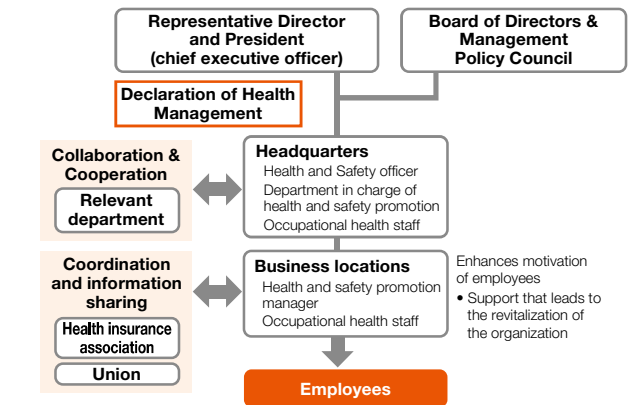 Representative Director
and President
(chief executive officer)
Board of Directors &
Management
Policy Council
Declaration of Health
Management
Collaboration &
Cooperation
Relevant
department
Headquarters
Health and Safety officer
Department in charge of
health and safety promotion
Occupational health staff
Coordination
and information
sharing
Health insurance
association
Union
Business locations
Health and safety promotion
manager
Occupational health staff
Enhances motivation
of employees
• Support that leads to
the revitalization of
the organization
Employees